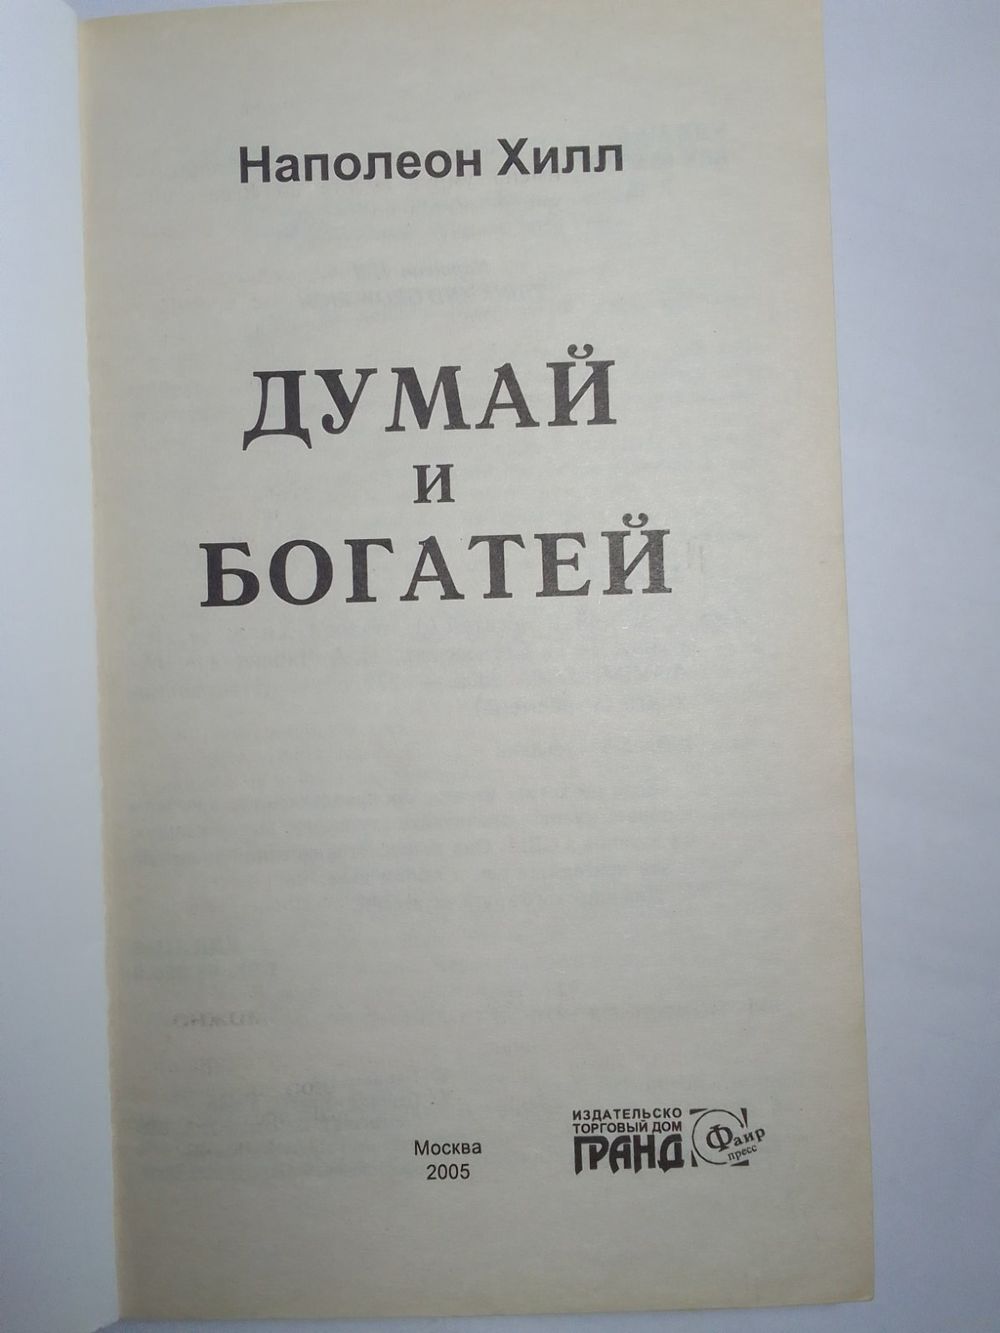 Наполеон Хилл
ДУМАЙ
И
БОГАТЕЙ
Москва
2005
ИЗДАТЕЛЬСКО
ТОРГОВЫЙ ДОМ
ГРАНД
Фаир
пресс